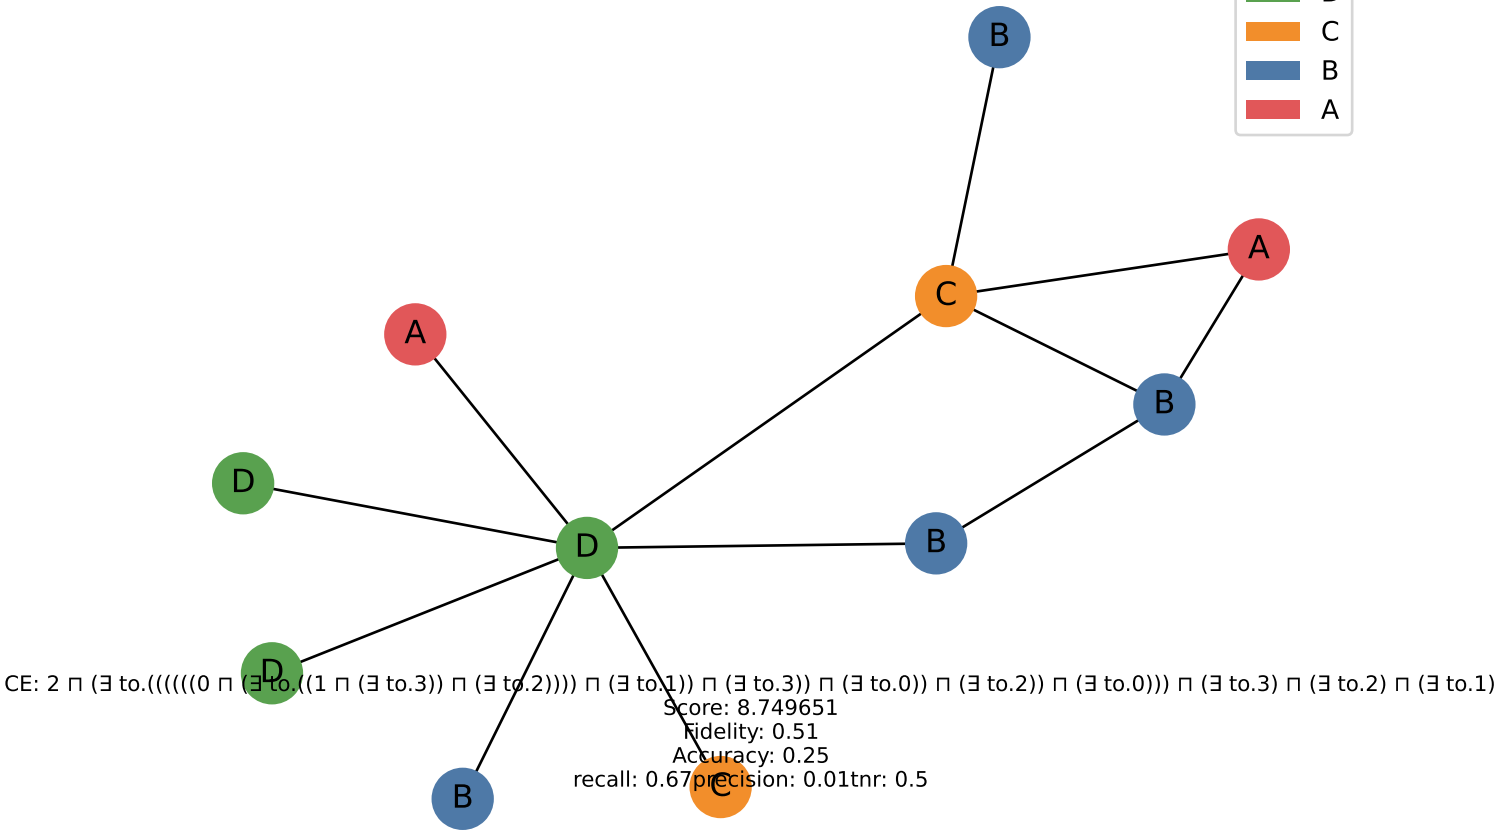 B
C
B
A
A
C
A
B
D
D
B
D
CE: 2 ⊓ (∃ to.((((((0 ⊓ (∃ to.((1 ⊓ (∃ to.3)) ⊓ (∃ to.2)))) ⊓ (∃ to.1)) ⊓ (∃ to.3)) ⊓ (∃ to.0)) ⊓ (∃ to.2)) ⊓ (∃ to.0))) ⊓ (∃ to.3) ⊓ (∃ to.2) ⊓ (∃ to.1)
Score: 8.749651
Fidelity: 0.51
Accuracy: 0.25
recall: 0.67precision: 0.01tnr: 0.5
C
B